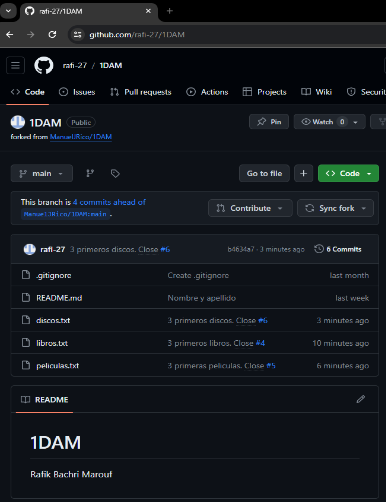 rafi-27/1DAM
github.com/rafi-27/1DAM
rafi-27 / 1DAM
Code Issues Pull requests Actions Projects Wiki Securit
1DAM Public Pin Watch 0
forked from ManuelJRico/1DAM
main Go to file Code
This branch is 4 commits ahead of
ManuelJRico/1DAM:main . Contribute Sync fork
rafi-27 3 primeros discos. Close #6 b4634a7 · 3 minutes ago 6 Commits
.gitignore Create .gitignore last month
README.md Nombre y apellido last week
discos.txt 3 primeros discos. Close #6 3 minutes ago
libros.txt 3 primeros libros. Close #4 10 minutes ago
peliculas.txt 3 primeras peliculas. Close #5 6 minutes ago
README
1DAM
Rafik Bachri Marouf